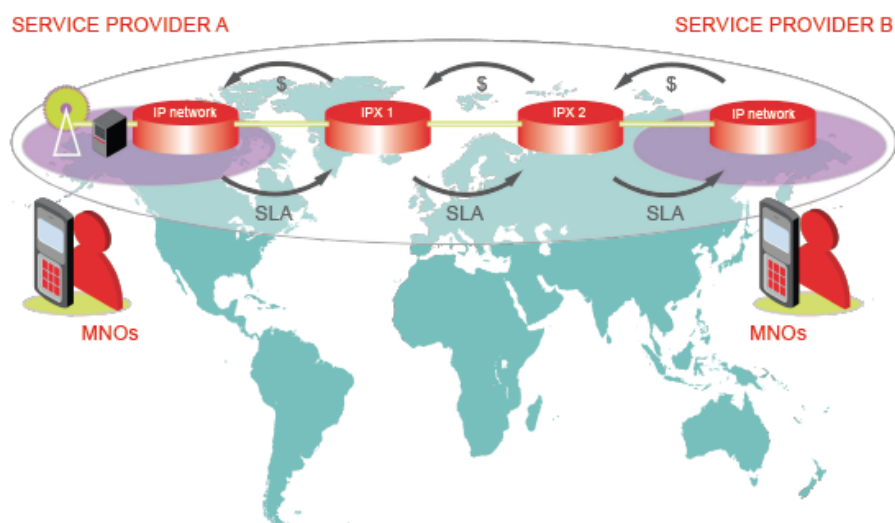 SERVICE PROVIDER A
SERVICE PROVIDER B
$
$
$
IP network
IPX 1
IPX 2
IP network
SLA
SLA
SLA
MNOs
MNOs